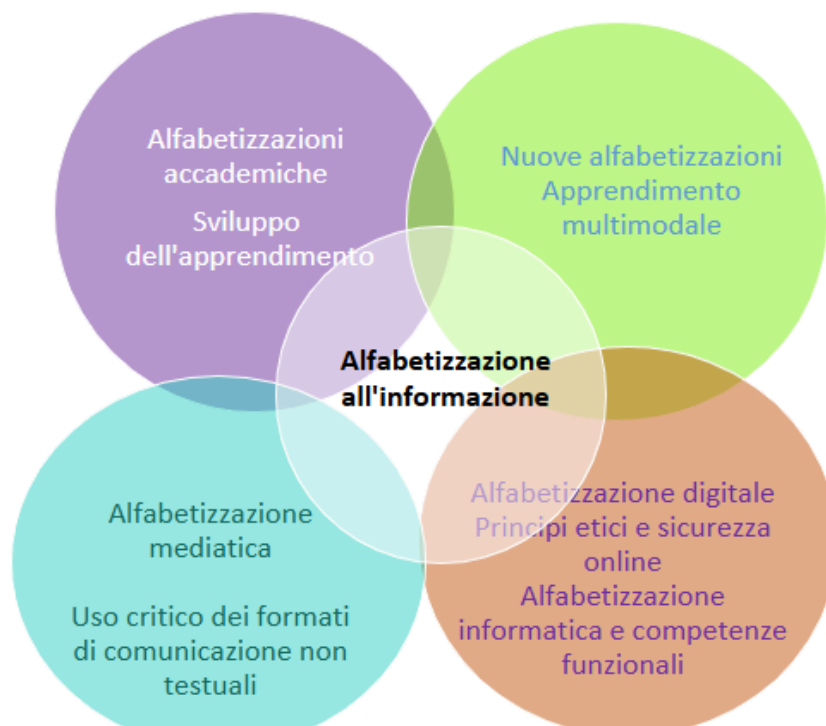 Alfabetizzazioni
accademiche
Sviluppo
dell'apprendimento
Nuove alfabetizzazioni
Apprendimento
multimodale
Alfabetizzazione
all'informazione
Alfabetizzazione
mediatica
Uso critico dei formati
di comunicazione non
testuali
Alfabetizzazione digitale
Principi etici e sicurezza
online
Alfabetizzazione
informatica e competenze
funzionali